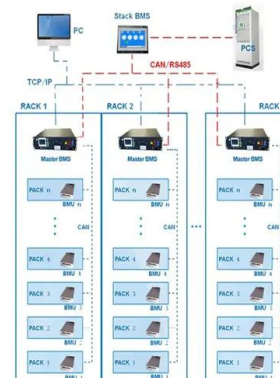 Stack BMS
PC
PCS
CAN/RS485
TCP/IP
RACK 1
RACK 2
RACK
Master BMS
Master BMS
Master BMS
PACK n
BMU n
PACK n
BMU n
PACK n
BMU n
CAN
CAN
CAN
PACK 4
BMU 4
PACK 4
BMU 4
PACK 4
BMU 4
PACK 3
BMU 3
PACK 3
BMU 3
PACK 3
BMU 3
PACK 2
BMU 2
PACK 2
BMU 2
PACK 2
BMU 2
PACK 1
PACK 1
PACK 1